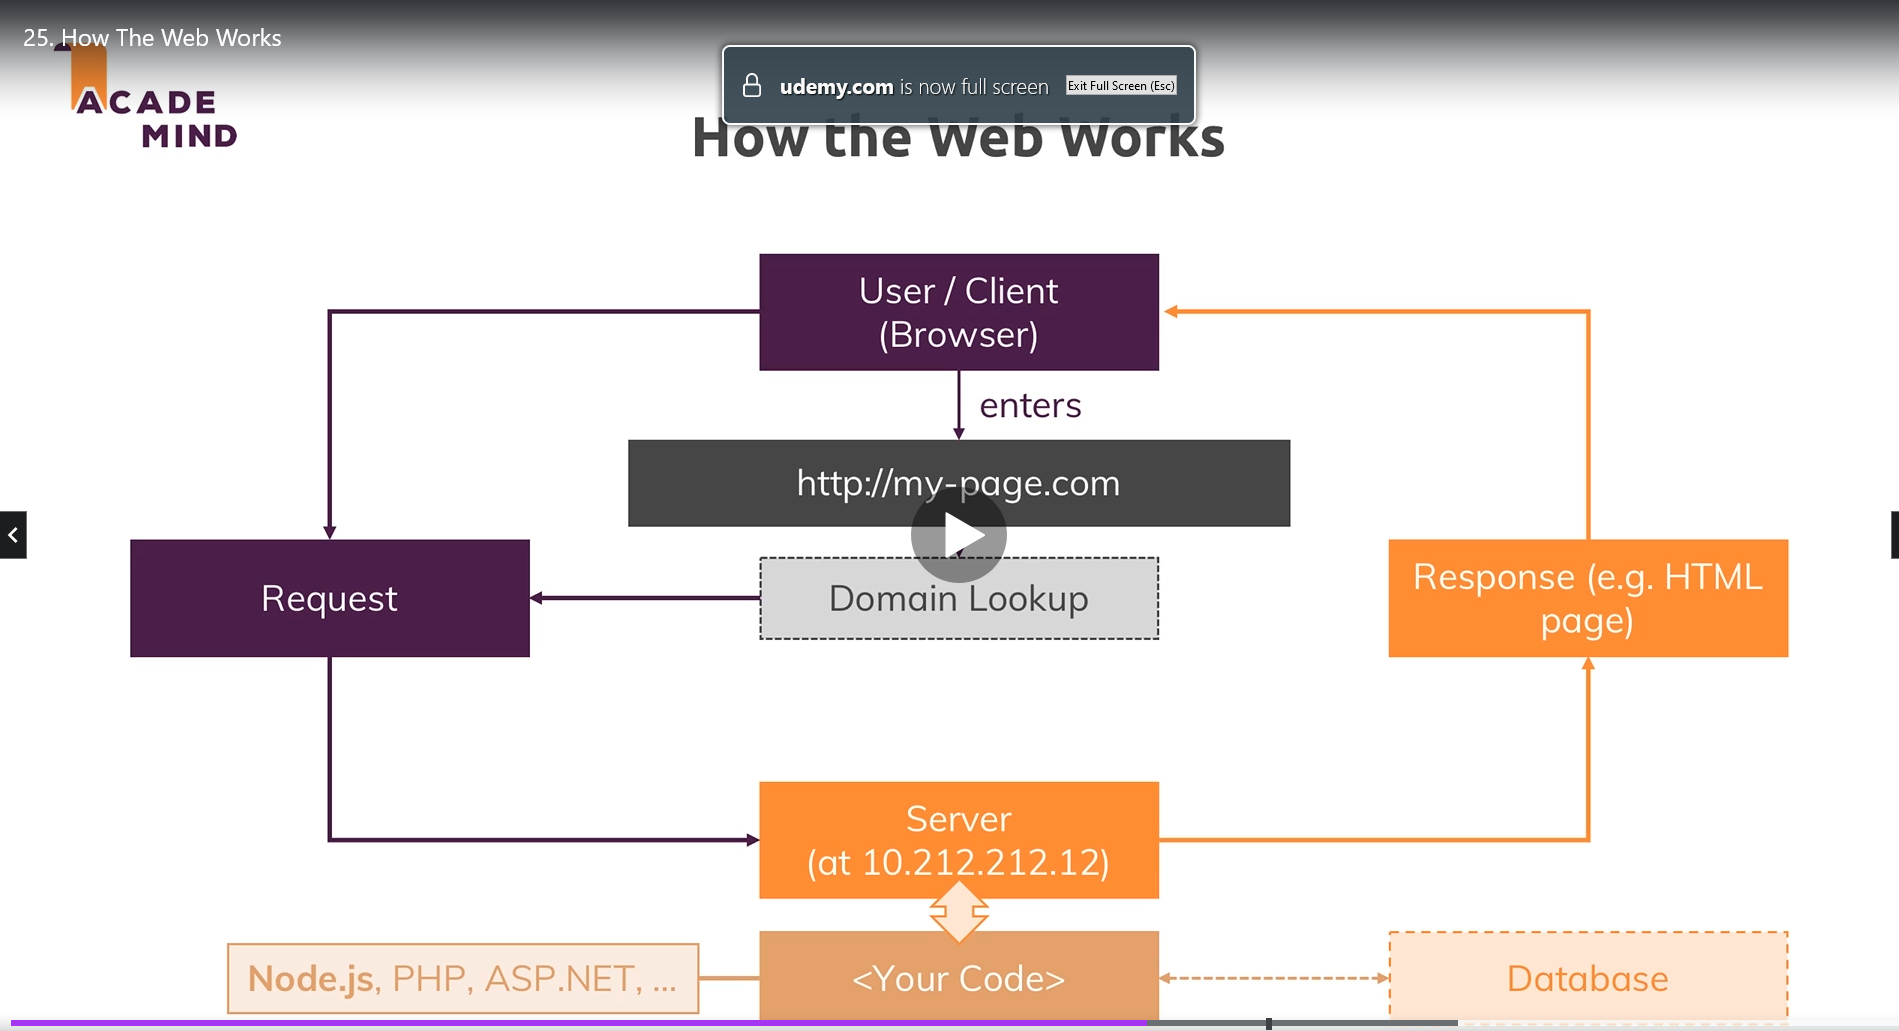 25. How The Web Works
ACADE
MIND
udemy.com is now full screen
Exit Full Screen (Esc)
How the Web Works
User / Client
(Browser)
enters
http://my-page.com
Request
Domain Lookup
Response (e.g. HTML
page)
Server
(at 10.212.212.12)
Node.js, PHP, ASP.NET, ...
<Your Code>
Database